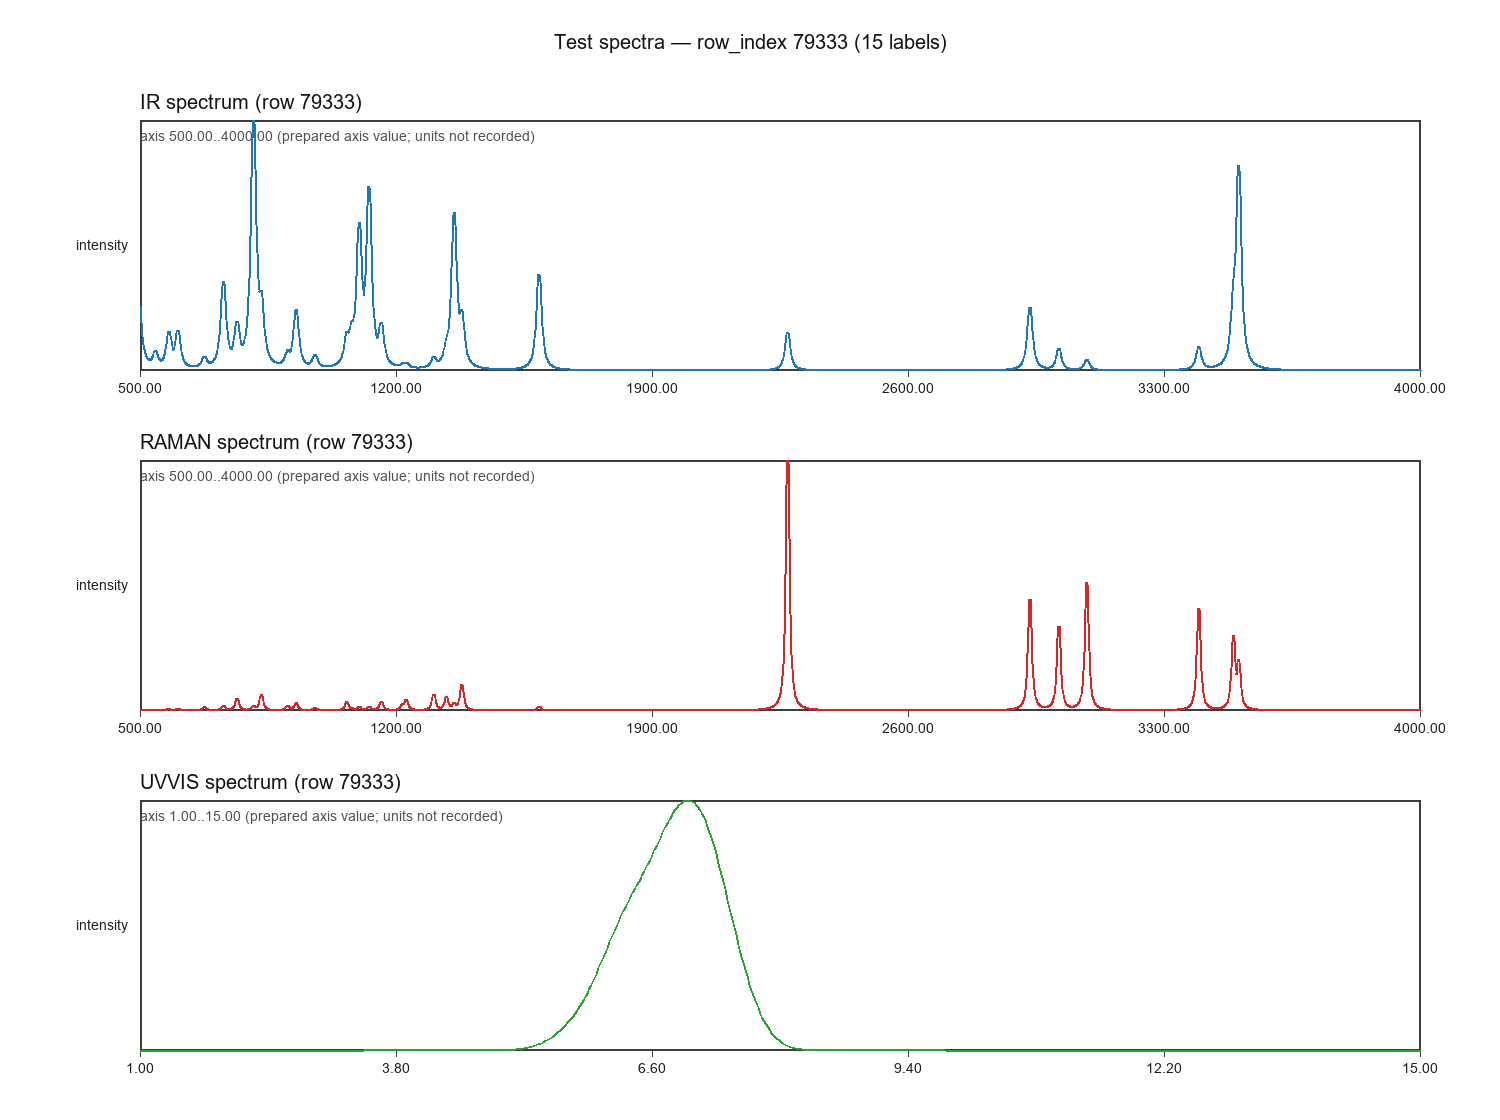 Test spectra — row_index 79333 (15 labels)
IR spectrum (row 79333)
axis 500.00..4000.00 (prepared axis value; units not recorded)
intensity
500.00 1200.00 1900.00 2600.00 3300.00 4000.00
RAMAN spectrum (row 79333)
axis 500.00..4000.00 (prepared axis value; units not recorded)
intensity
500.00 1200.00 1900.00 2600.00 3300.00 4000.00
UVVIS spectrum (row 79333)
axis 1.00..15.00 (prepared axis value; units not recorded)
intensity
1.00 3.80 6.60 9.40 12.20 15.00